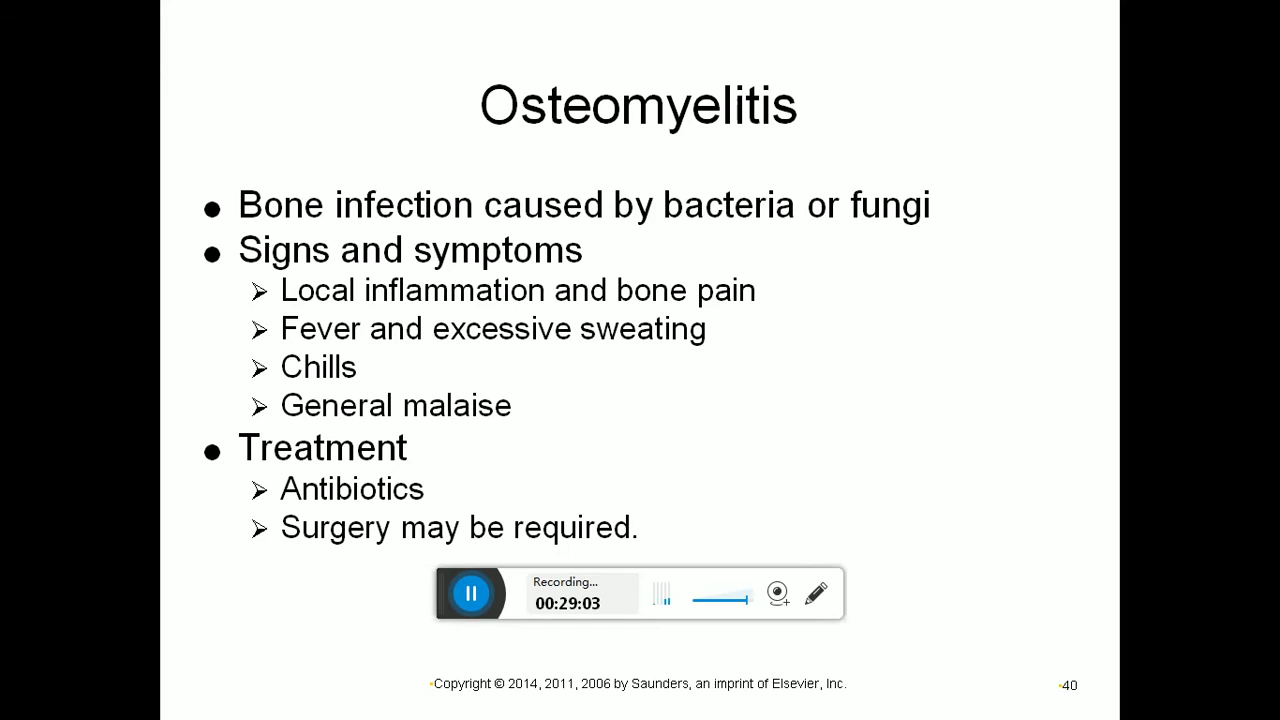 Osteomyelitis
● Bone infection caused by bacteria or fungi
● Signs and symptoms
➢ Local inflammation and bone pain
➢ Fever and excessive sweating
➢ Chills
➢ General malaise
● Treatment
➢ Antibiotics
➢ Surgery may be required.
Recording...
00:29:03
•Copyright © 2014, 2011, 2006 by Saunders, an imprint of Elsevier, Inc.
•40